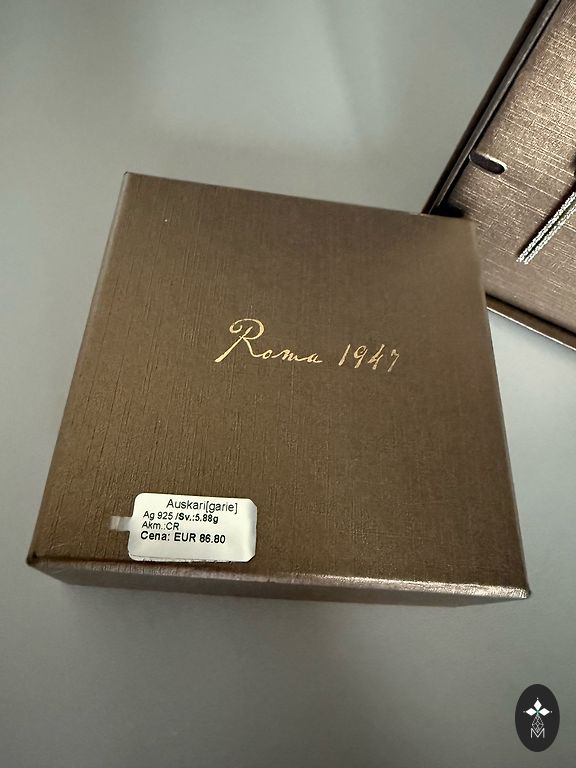 Roma 1947
Auskari[garie]
Ag 925 /Sv.:5.88g
Akm.:CR
Cena: EUR 86.80
M